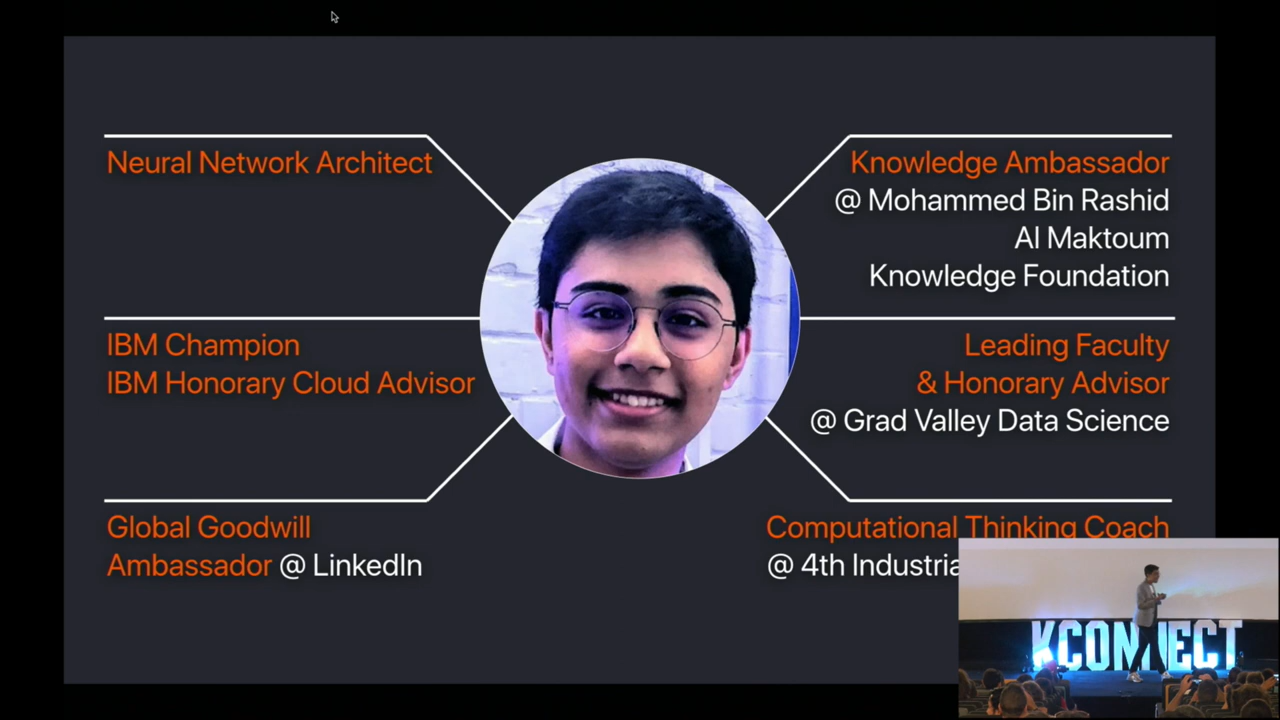 Neural Network Architect
IBM Champion
IBM Honorary Cloud Advisor
Global Goodwill
Ambassador @ LinkedIn
Knowledge Ambassador
@ Mohammed Bin Rashid
Al Maktoum
Knowledge Foundation
Leading Faculty
& Honorary Advisor
@ Grad Valley Data Science
Computational Thinking Coach
@ 4th
KCONNECT